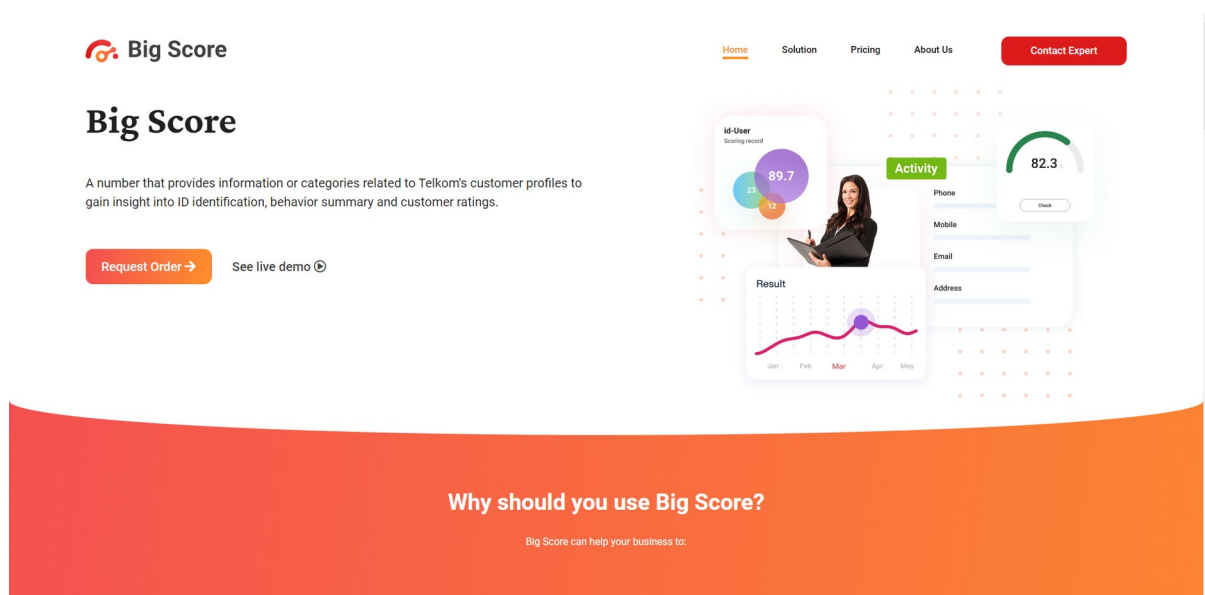 Big Score
Home Solution Pricing About Us Contact Expert
Big Score
A number that provides information or categories related to Telkom's customer profiles to
gain insight into ID identification, behavior summary and customer ratings.
Request Order
See live demo
id-User
Scoring record
89.7
23
12
Activity
Phone
Mobile
Email
Address
82.3
Check
Result
Jan Feb Mar Apr May
Why should you use Big Score?
Big Score can help your business to: